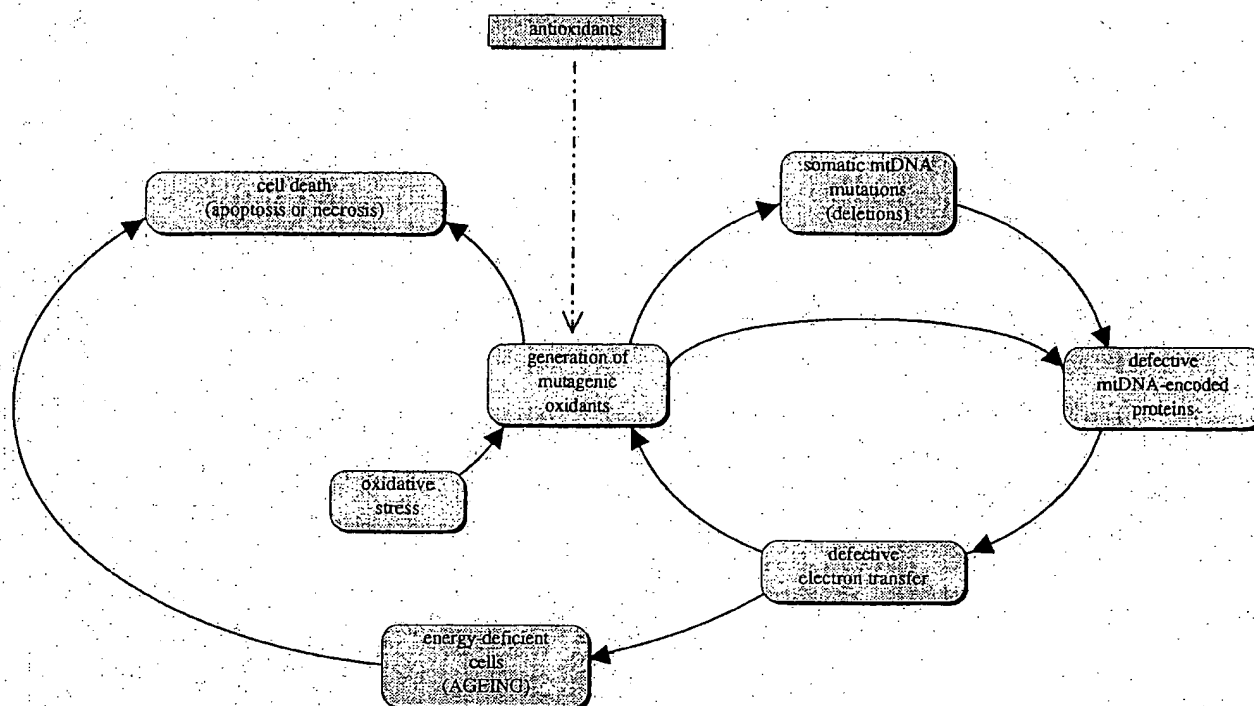 antioxidants
cell death
(apoptosis or necrosis)
somatic mtDNA
mutations
(deletions)
generation of
mutagenic
oxidants
defective
mtDNA-encoded
proteins
oxidative
stress
defective
electron transfer
energy-deficient
cells
(AGEING)